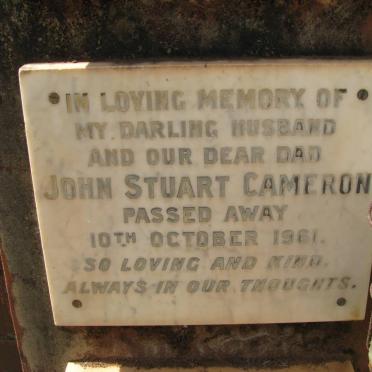 IN LOVING MEMORY OF
MY DARLING HUSBAND
AND OUR DEAR DAD
JOHN STUART CAMERON
PASSED AWAY
10TH OCTOBER 1961.
SO LOVING AND KIND.
ALWAYS IN OUR THOUGHTS.